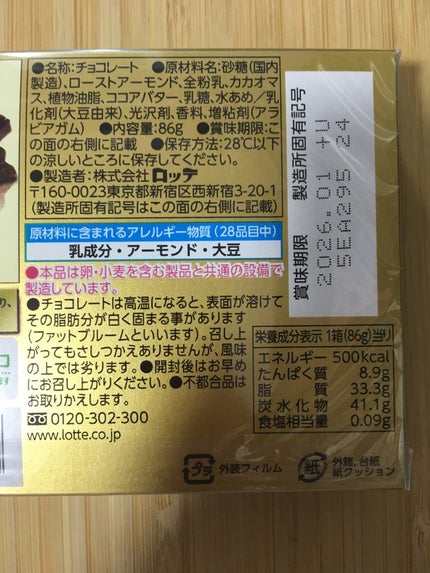 ●名称:チョコレート ●原材料名:砂糖(国内
製造)、ローストアーモンド、全粉乳、カカオマ
ス、植物油脂、ココアバター、乳糖、水あめ/乳
化剤(大豆由来)、光沢剤、香料、増粘剤(アラ
ビアガム) ●内容量:86g ●賞味期限:こ
の面の右側に記載 ●保存方法:28℃以下
の涼しいところに保存してください。
●製造者:株式会社ロッテ
〒160-0023東京都新宿区西新宿3-20-1
(製造所固有記号はこの面の右側に記載)
原材料に含まれるアレルギー物質(28品目中)
乳成分・アーモンド・大豆
●本品は卵・小麦を含む製品と共通の設備で
製造しています。
●チョコレートは高温になると、表面が溶けて
その脂肪分が白く固まる事があります
(ファットブルームといいます)。召し上
がってもさしつかえありませんが、風味
の上では劣ります。●開封後はお早め
にお召し上がりください。●不都合品は
お取りかえします。
0120-302-300
www.lotte.co.jp
賞味期限 製造所固有記号
2026.01 +U
5EA295 24
栄養成分表示 1箱(86g)当り
エネルギー 500kcal
たんぱく質 8.9g
脂質 33.3g
炭水化物 41.1g
食塩相当量 0.09g
プラ 外装フィルム
紙 外箱、台紙
紙クッション